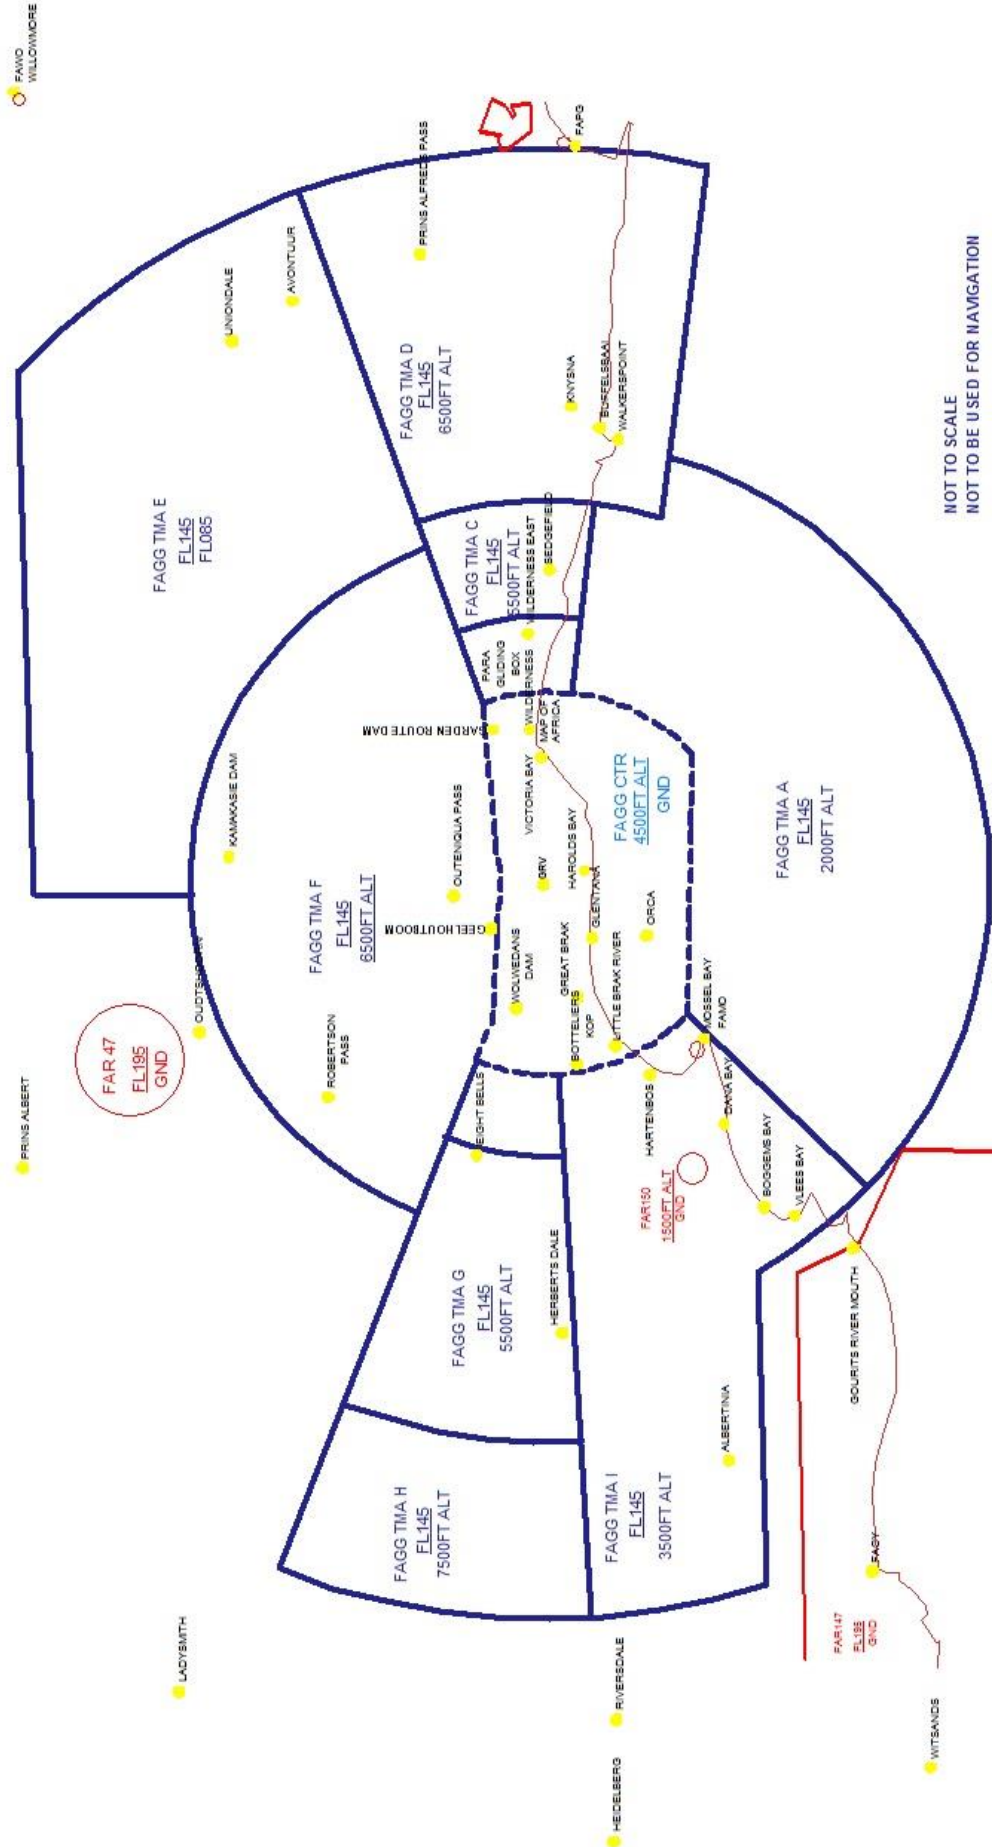 FAWO
WILLOWMORE
PRINS ALBERT
FAR 47
FL195
GND
OUDTSHOORN
KAMAKASIE DAM
FAGG TMA E
FL145
FL085
UNIONDALE
AVONTUUR
LADYSMITH
ROBERTSON
PASS
FAGG TMA F
FL145
6500FT ALT
GEELHOUTBOOM
OUTENIQUA PASS
GARDEN ROUTE DAM
FAGG TMA D
FL145
6500FT ALT
PRINS ALFREDS PASS
FAGG TMA H
FL145
7500FT ALT
FAGG TMA G
FL145
5500FT ALT
EIGHT BELLS
HERBERTS DALE
WOLWEDANS
DAM
GRV
VICTORIA BAY
MAP OF
AFRICA
WILDERNESS
PARA
GLIDING
BOX
FAGG TMA C
FL145
5500FT ALT
WILDERNESS EAST
SEDGEFIELD
KNYSNA
BUFFELSBAAI
WALKERSPOINT
FAPG
BOTTELIERS
KOP
GREAT BRAK
LITTLE BRAK RIVER
GLENTANA
HAROLDS BAY
ORCA
FAGG CTR
4500FT ALT
GND
HEIDELBERG
RIVERSDALE
FAGG TMA I
FL145
3500FT ALT
ALBERTINIA
FAR150
1500FT ALT
GND
HARTENBOS
MOSSEL BAY
FAMO
DANA BAY
BOGGEMS BAY
VLEES BAY
GOURITS RIVER MOUTH
FAGG TMA A
FL145
2000FT ALT
WITSANDS
FAR147
FL195
GND
NOT TO SCALE
NOT TO BE USED FOR NAVIGATION